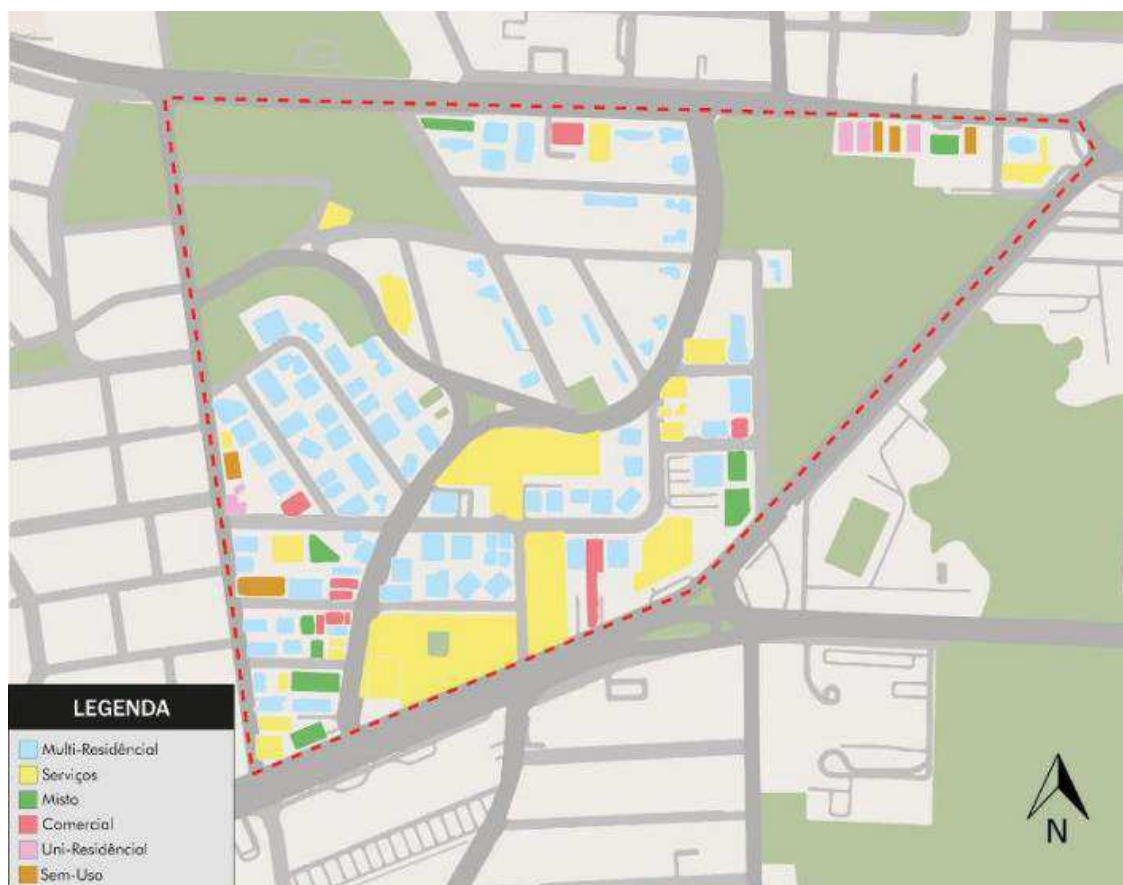 LEGENDA
Multi-Residêncial
Serviços
Misto
Comercial
Uni-Residêncial
Sem-Uso
N